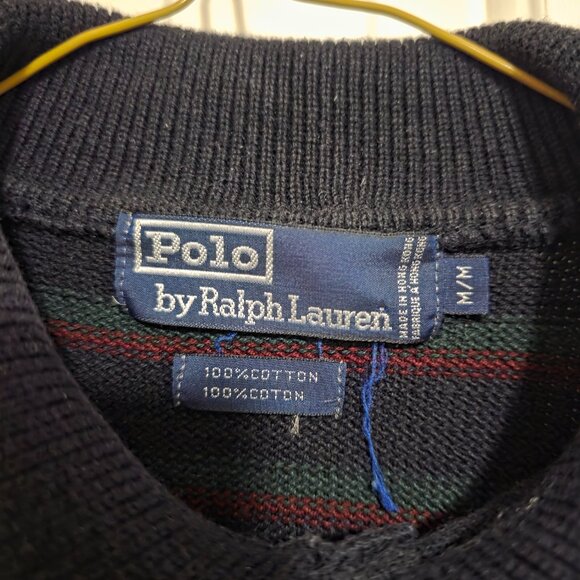 Polo
by Ralph Lauren
MADE IN HONG KONG
FABRIQUE A HONG KONG
M/M
100%COTTON
100%COTON